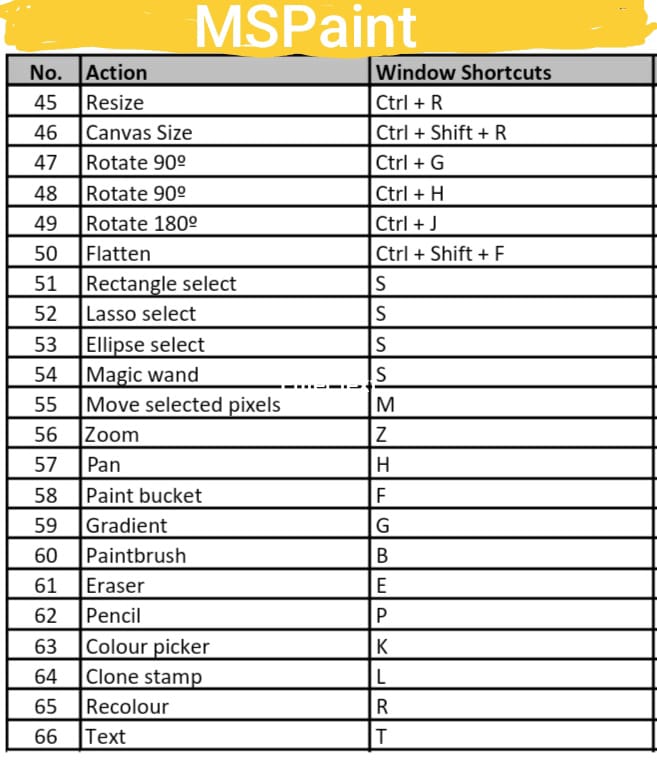 MSPaint
No. Action Window Shortcuts
45 Resize Ctrl + R
46 Canvas Size Ctrl + Shift + R
47 Rotate 90º Ctrl + G
48 Rotate 90º Ctrl + H
49 Rotate 180º Ctrl + J
50 Flatten Ctrl + Shift + F
51 Rectangle select S
52 Lasso select S
53 Ellipse select S
54 Magic wand S
55 Move selected pixels M
56 Zoom Z
57 Pan H
58 Paint bucket F
59 Gradient G
60 Paintbrush B
61 Eraser E
62 Pencil P
63 Colour picker K
64 Clone stamp L
65 Recolour R
66 Text T